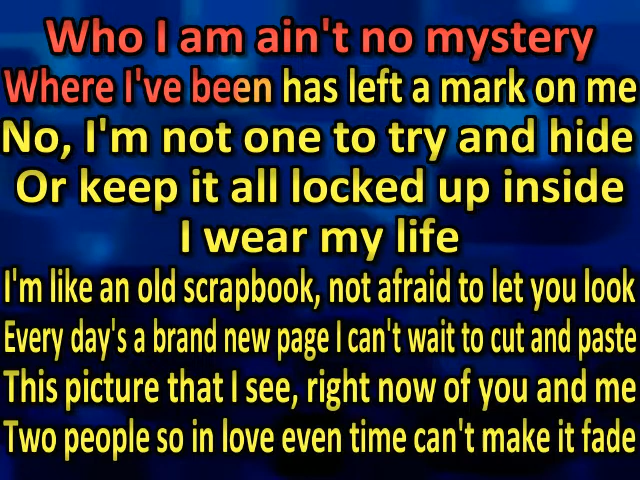 Who I am ain't no mystery
Where I've been has left a mark on me
No, I'm not one to try and hide
Or keep it all locked up inside
I wear my life
I'm like an old scrapbook, not afraid to let you look
Every day's a brand new page I can't wait to cut and paste
This picture that I see, right now of you and me
Two people so in love even time can't make it fade